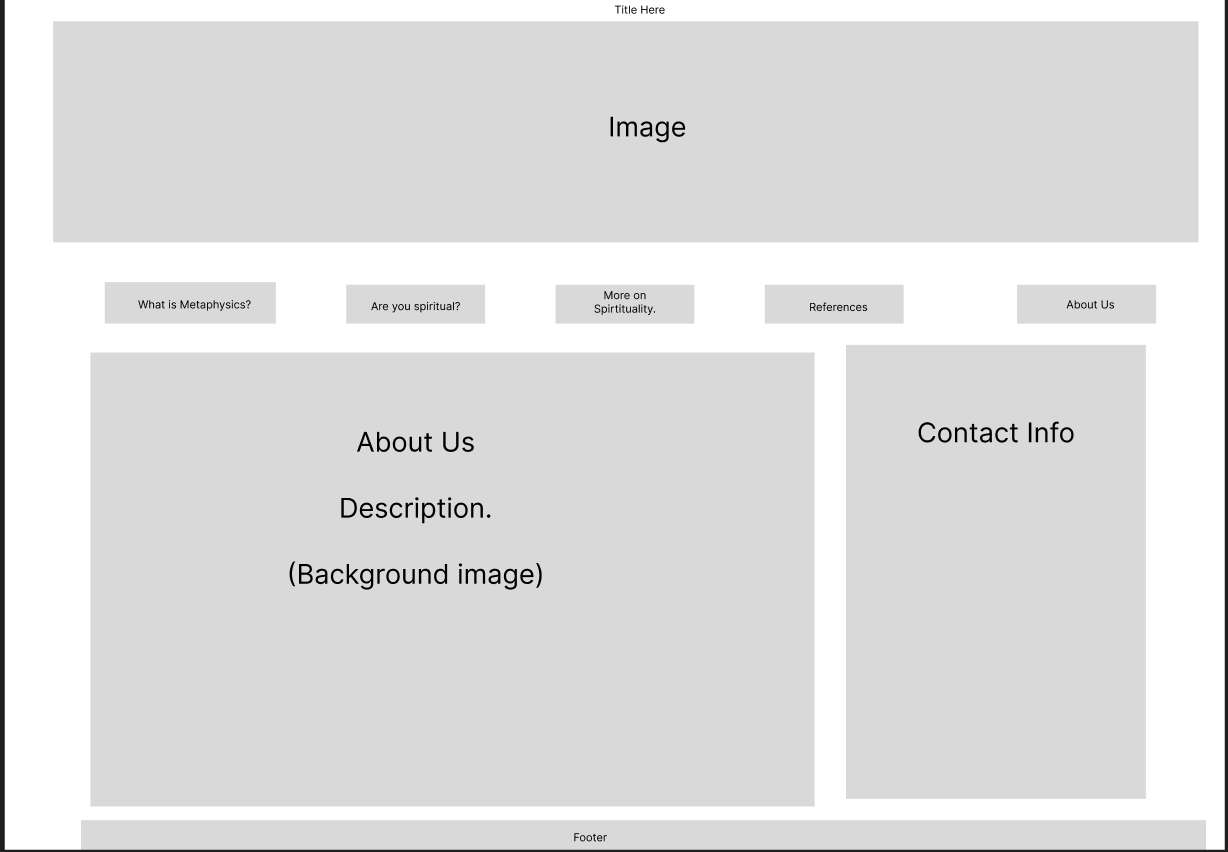 Title Here
Image
What is Metaphysics?
Are you spiritual?
More on
Spirtituality.
References
About Us
About Us
Description.
(Background image)
Contact Info
Footer